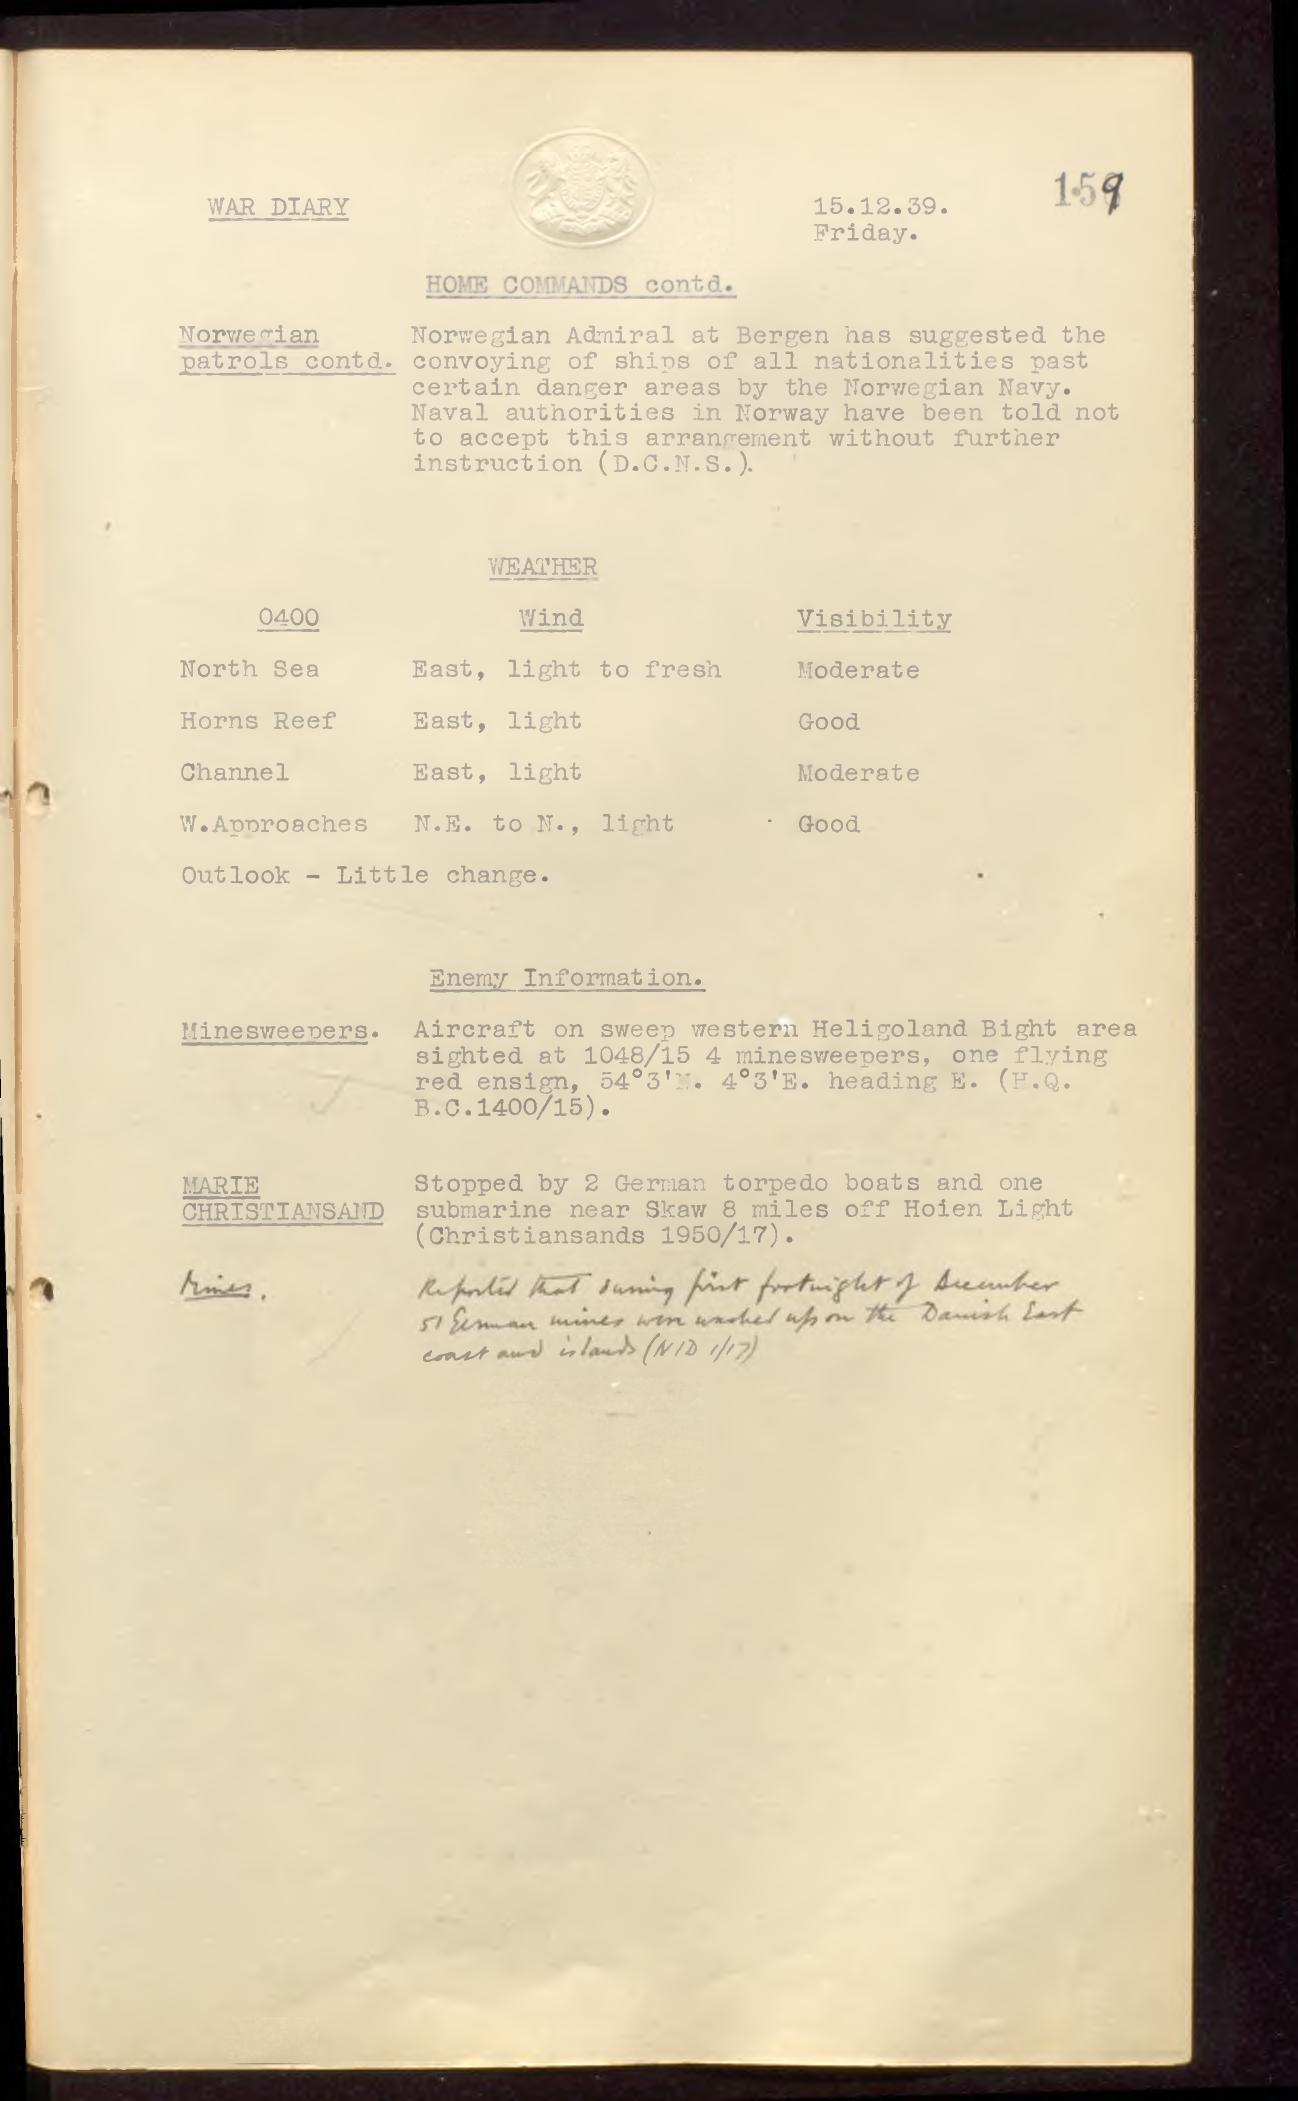 159
WAR DIARY 15.12.39.
Friday.
HOME COMMANDS contd.
Norwegian Norwegian Admiral at Bergen has suggested the
patrols contd. convoying of ships of all nationalities past
certain danger areas by the Norwegian Navy.
Naval authorities in Norway have been told not
to accept this arrangement without further
instruction (D.C.N.S.).
WEATHER
0400 Wind Visibility
North Sea East, light to fresh Moderate
Horns Reef East, light Good
Channel East, light Moderate
W.Approaches N.E. to N., light Good
Outlook - Little change.
Enemy Information.
Minesweepers. Aircraft on sweep western Heligoland Bight area
sighted at 1048/15 4 minesweepers, one flying
red ensign, 54°3'N. 4°3'E. heading E. (H.Q.
B.C.1400/15).
MARIE Stopped by 2 German torpedo boats and one
CHRISTIANSAND submarine near Skaw 8 miles off Hoien Light
(Christiansands 1950/17).
Mines. Reported that during first fortnight of December
51 German mines were washed up on the Danish East
coast and islands (NID 1/17)